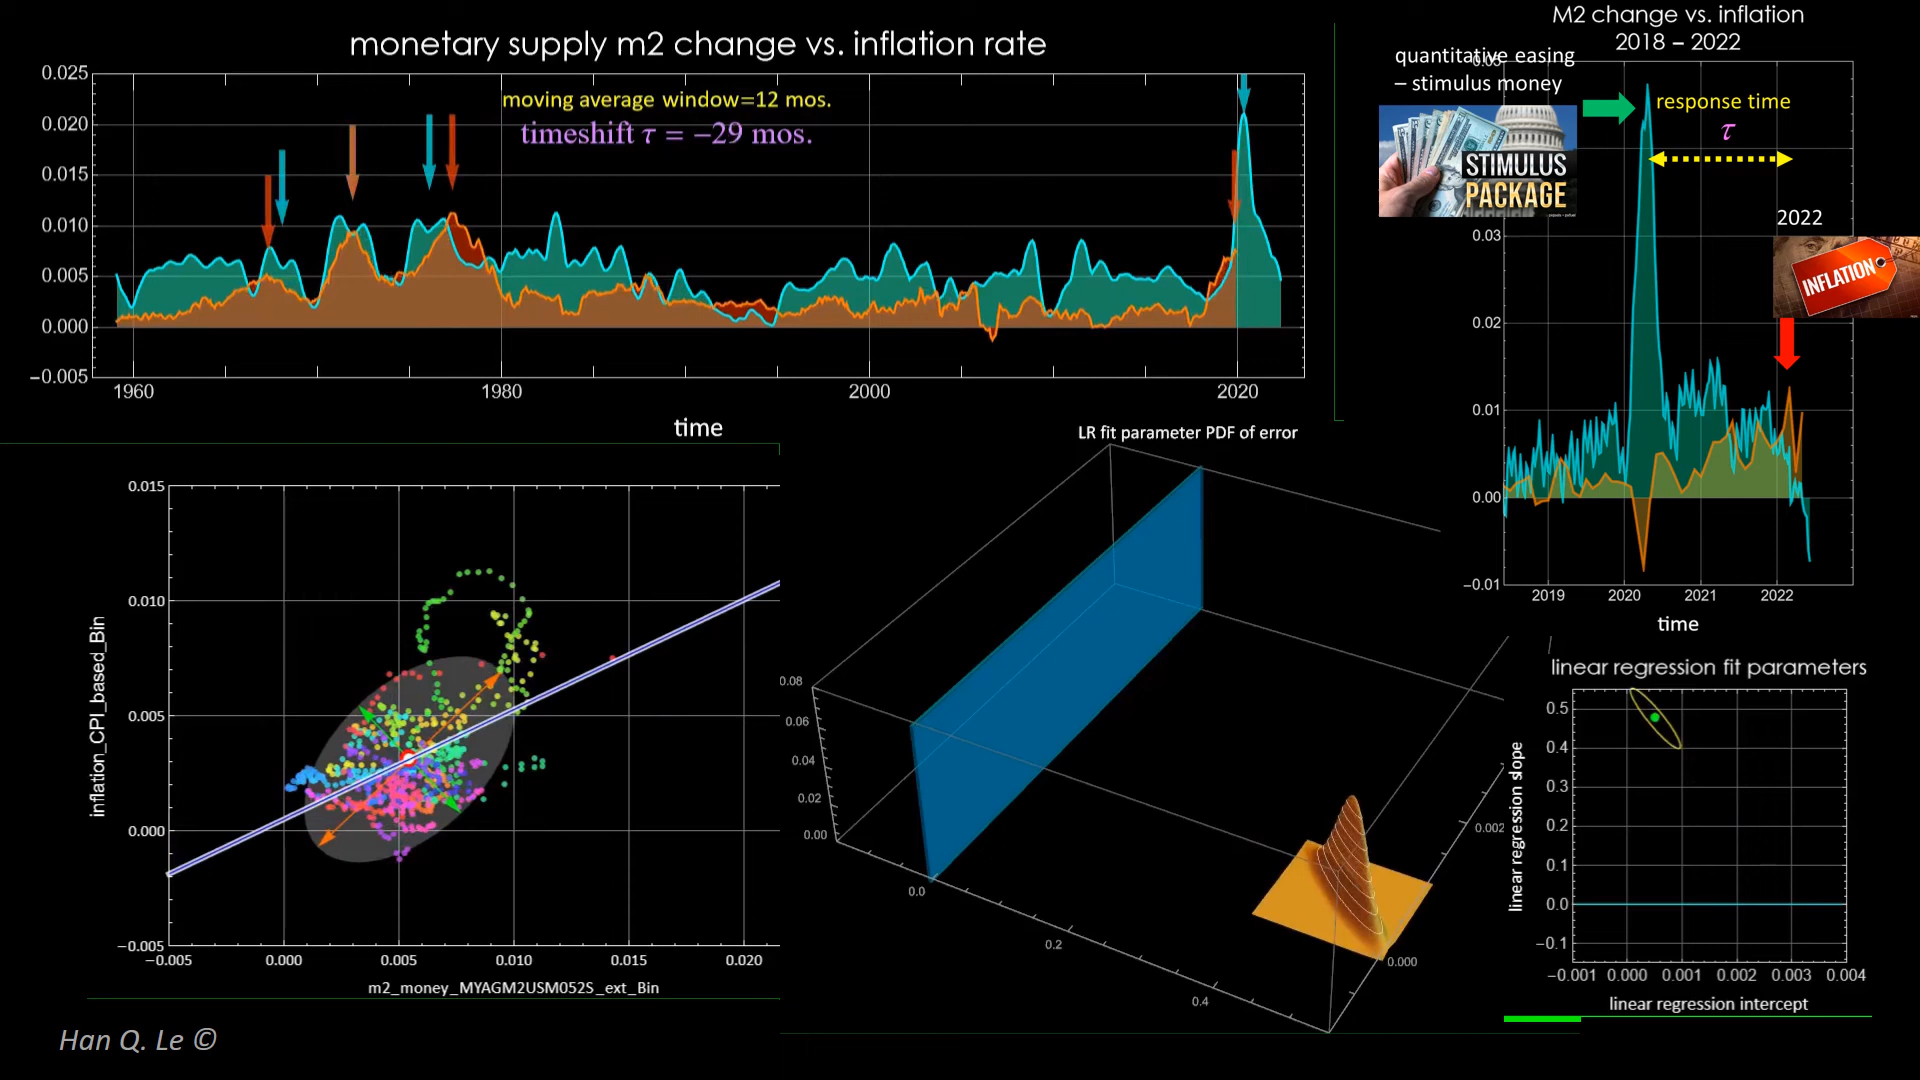 monetary supply m2 change vs. inflation rate
0.025
0.020
0.015
0.010
0.005
0.000
−0.005
moving average window=12 mos.
timeshift τ = −29 mos.
1960
1980
2000
2020
time
M2 change vs. inflation
2018 – 2022
quantitative easing
– stimulus money
0.05
STIMULUS
PACKAGE
response time
τ
2022
INFLATION
0.03
0.02
0.01
0.00
−0.01
2019
2020
2021
2022
time
inflation_CPI_based_Bin
0.015
0.010
0.005
0.000
−0.005
−0.005
0.000
0.005
0.010
0.015
0.020
m2_money_MYAGM2USM052S_ext_Bin
LR fit parameter PDF of error
0.08
0.06
0.04
0.02
0.00
0.0
0.2
0.4
0.000
0.002
linear regression fit parameters
linear regression slope
0.5
0.4
0.3
0.2
0.1
0.0
−0.1
−0.001
0.000
0.001
0.002
0.003
0.004
linear regression intercept
Han Q. Le ©